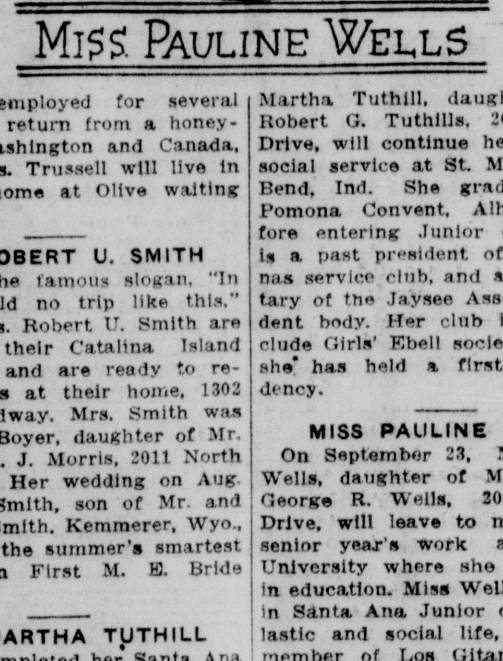 MISS PAULINE WELLS
employed for several
return from a honey-
ashington and Canada,
s. Trussell will live in
ome at Olive waiting
OBERT U. SMITH
he famous slogan, "In
ld no trip like this."
s. Robert U. Smith are
their Catalina Island
and are ready to re-
s at their home, 1302
dway. Mrs. Smith was
Boyer, daughter of Mr.
. J. Morris, 2011 North
Her wedding on Aug.
Smith, son of Mr. and
mith, Kemmerer, Wyo.,
the summer's smartest
n First M. E. Bride
ARTHA TUTHILL
mpleted her Santa Ana
Martha Tuthill, daugh
Robert G. Tuthills, 20
Drive, will continue he
social service at St. M
Bend, Ind. She grad
Pomona Convent, Alh
fore entering Junior
is a past president of
nas service club, and a
tary of the Jaysee Ass
dent body. Her club i
clude Girls' Ebell socie
she has held a first
dency.
MISS PAULINE
On September 23, M
Wells, daughter of M
George R. Wells, 20
Drive, will leave to
senior year's work a
University where she
in education. Miss Wel
in Santa Ana Junior
lastic and social life,
member of Los Gitan